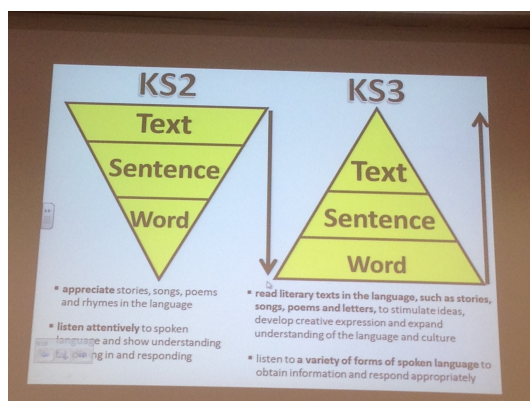 KS2
Text
Sentence
Word
▪ appreciate stories, songs, poems
and rhymes in the language
▪ listen attentively to spoken
language and show understanding
ing in and responding
KS3
Text
Sentence
Word
▪ read literary texts in the language, such as stories,
songs, poems and letters, to stimulate ideas,
develop creative expression and expand
understanding of the language and culture
▪ listen to a variety of forms of spoken language to
obtain information and respond appropriately